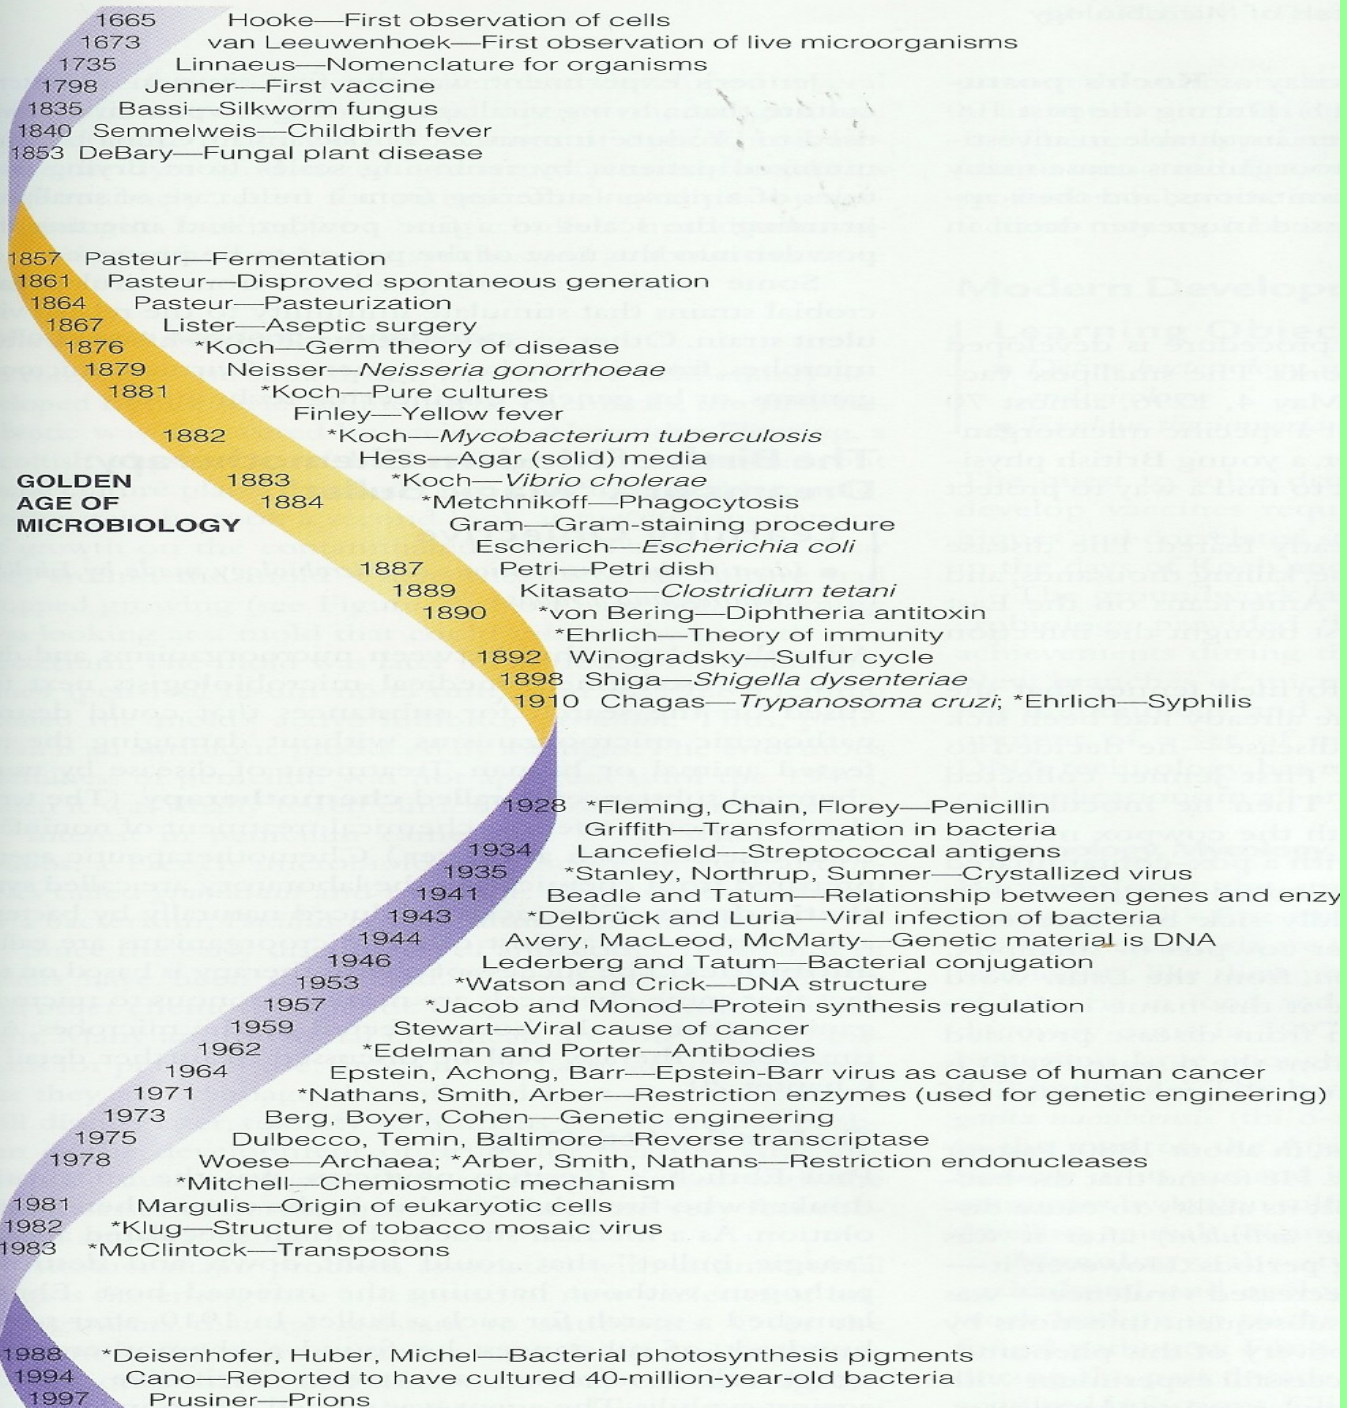 1665 Hooke—First observation of cells
1673 van Leeuwenhoek—First observation of live microorganisms
1735 Linnaeus—Nomenclature for organisms
1798 Jenner—First vaccine
1835 Bassi—Silkworm fungus
1840 Semmelweis—Childbirth fever
1853 DeBary—Fungal plant disease
1857 Pasteur—Fermentation
1861 Pasteur—Disproved spontaneous generation
1864 Pasteur—Pasteurization
1867 Lister—Aseptic surgery
1876 *Koch—Germ theory of disease
1879 Neisser—Neisseria gonorrhoeae
1881 *Koch—Pure cultures
Finley—Yellow fever
1882 *Koch—Mycobacterium tuberculosis
Hess—Agar (solid) media
1883 *Koch—Vibrio cholerae
1884 *Metchnikoff—Phagocytosis
GOLDEN
AGE OF
MICROBIOLOGY
Gram—Gram-staining procedure
Escherich—Escherichia coli
1887 Petri—Petri dish
1889 Kitasato—Clostridium tetani
1890 *von Bering—Diphtheria antitoxin
*Ehrlich—Theory of immunity
1892 Winogradsky—Sulfur cycle
1898 Shiga—Shigella dysenteriae
1910 Chagas—Trypanosoma cruzi; *Ehrlich—Syphilis
1928 *Fleming, Chain, Florey—Penicillin
Griffith—Transformation in bacteria
1934 Lancefield—Streptococcal antigens
1935 *Stanley, Northrup, Sumner—Crystallized virus
1941 Beadle and Tatum—Relationship between genes and enzy
1943 *Delbrück and Luria—Viral infection of bacteria
1944 Avery, MacLeod, McMarty—Genetic material is DNA
1946 Lederberg and Tatum—Bacterial conjugation
1953 *Watson and Crick—DNA structure
1957 *Jacob and Monod—Protein synthesis regulation
1959 Stewart—Viral cause of cancer
1962 *Edelman and Porter—Antibodies
1964 Epstein, Achong, Barr—Epstein-Barr virus as cause of human cancer
1971 *Nathans, Smith, Arber—Restriction enzymes (used for genetic engineering)
1973 Berg, Boyer, Cohen—Genetic engineering
1975 Dulbecco, Temin, Baltimore—Reverse transcriptase
1978 Woese—Archaea; *Arber, Smith, Nathans—Restriction endonucleases
*Mitchell—Chemiosmotic mechanism
1981 Margulis—Origin of eukaryotic cells
1982 *Klug—Structure of tobacco mosaic virus
1983 *McClintock—Transposons
1988 *Deisenhofer, Huber, Michel—Bacterial photosynthesis pigments
1994 Cano—Reported to have cultured 40-million-year-old bacteria
1997 Prusiner—Prions